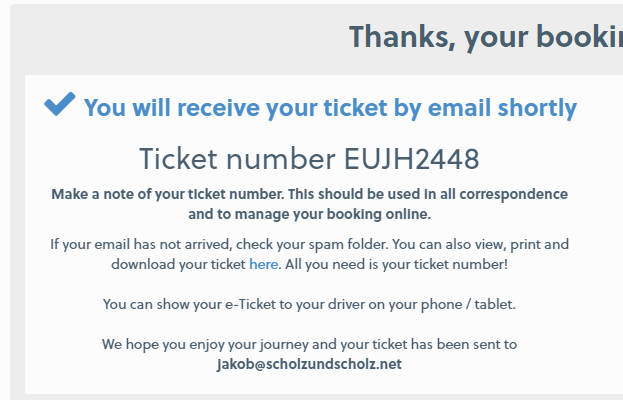 Thanks, your bookin
You will receive your ticket by email shortly
Ticket number EUJH2448
Make a note of your ticket number. This should be used in all correspondence
and to manage your booking online.
If your email has not arrived, check your spam folder. You can also view, print and
download your ticket here. All you need is your ticket number!
You can show your e-Ticket to your driver on your phone / tablet.
We hope you enjoy your journey and your ticket has been sent to
Jakob@scholzundscholz.net